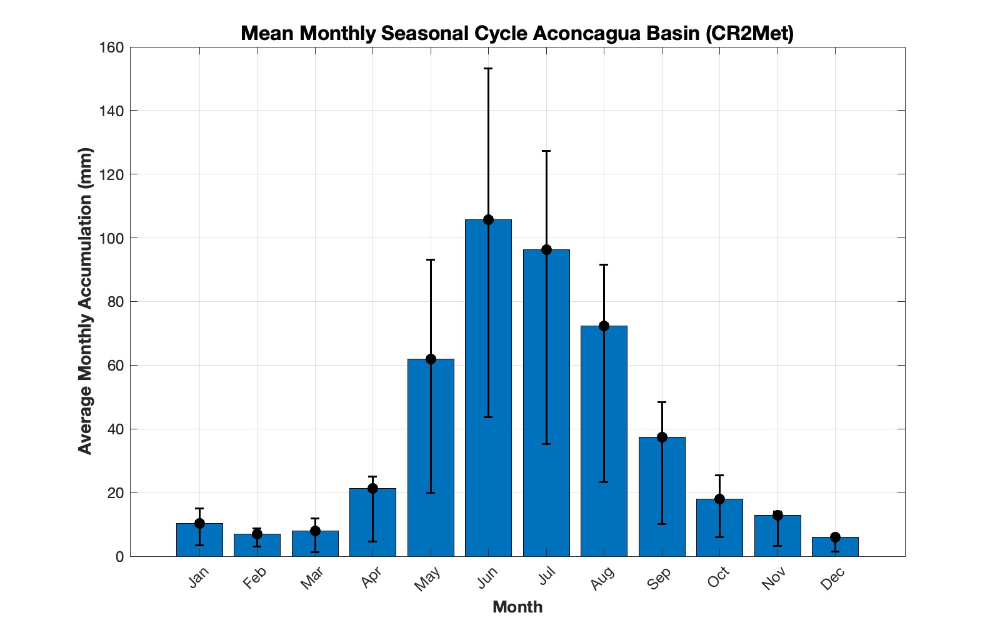 Mean Monthly Seasonal Cycle Aconcagua Basin (CR2Met)
160
140
120
100
80
60
40
20
0
Average Monthly Accumulation (mm)
Jan
Feb
Mar
Apr
May
Jun
Jul
Aug
Sep
Oct
Nov
Dec
Month